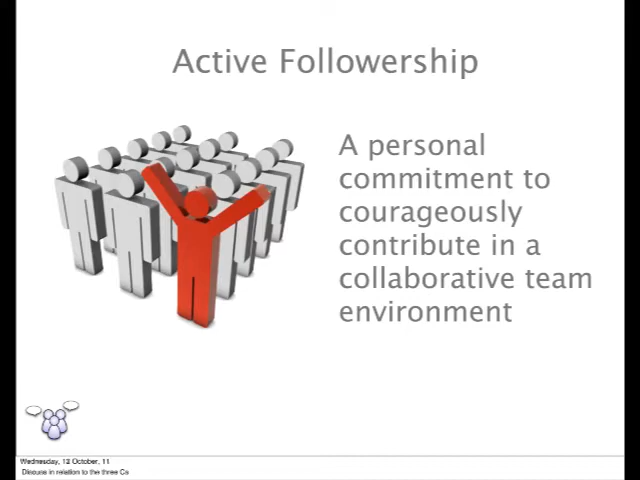 Active Followership
A personal
commitment to
courageously
contribute in a
collaborative team
environment
Wednesday, 12 October, 11
Discuss in relation to the three Cs